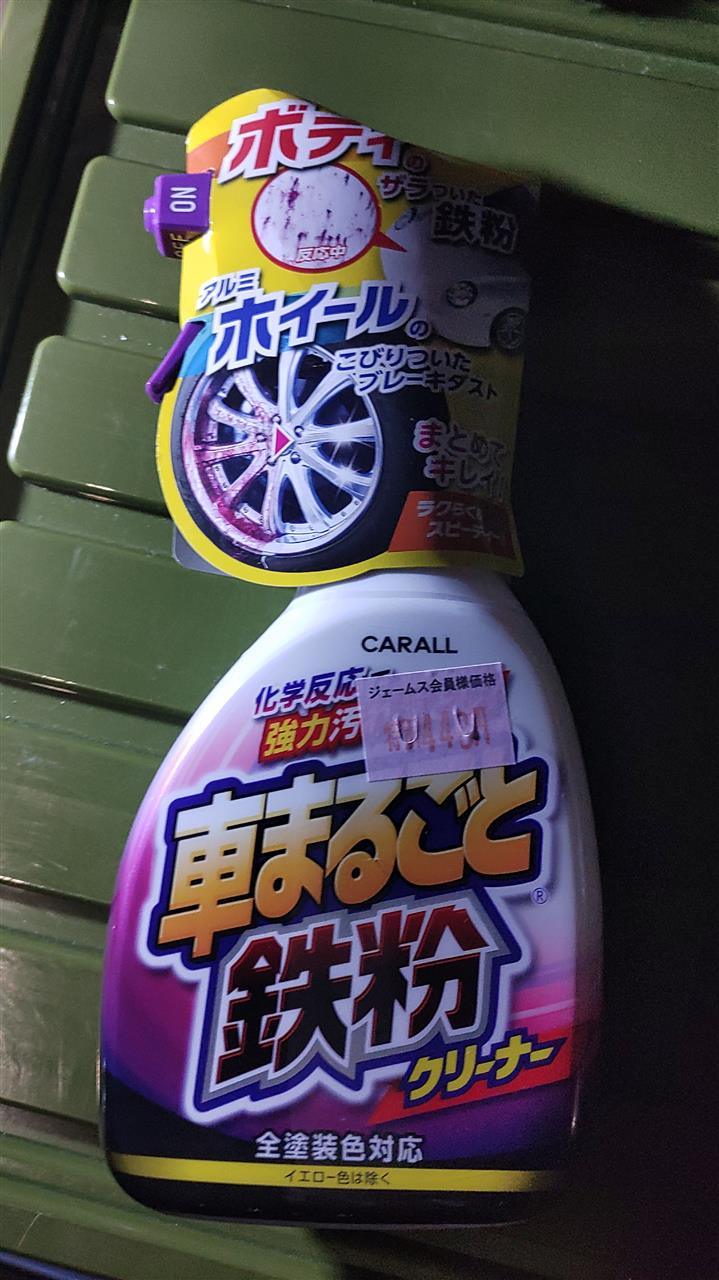 ボディの
ザラついた
鉄粉
ON
OFF
反応中
アルミ
ホイールの
こびりついた
ブレーキダスト
まとめて
キレイ!
ラクらく&
スピーディー
CARALL
化学反応で
強力汚
ジェームス会員様価格
車まるごと
®
鉄粉
クリーナー
全塗装色対応
イエロー色は除く